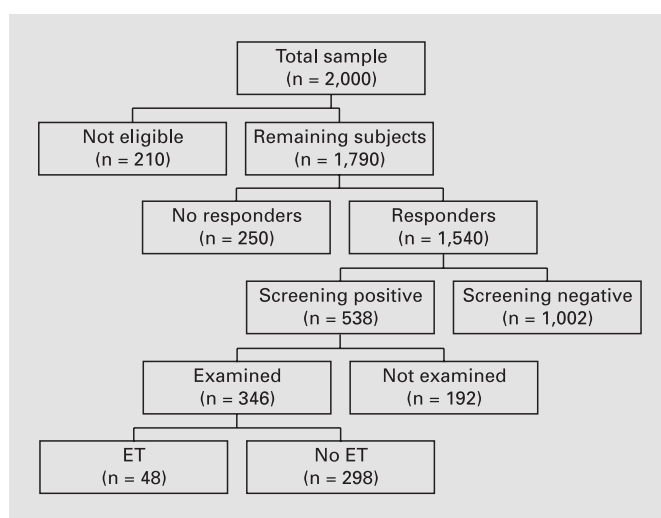 Total sample
(n = 2,000)
Not eligible
(n = 210)
Remaining subjects
(n = 1,790)
No responders
(n = 250)
Responders
(n = 1,540)
Screening positive
(n = 538)
Screening negative
(n = 1,002)
Examined
(n = 346)
Not examined
(n = 192)
ET
(n = 48)
No ET
(n = 298)